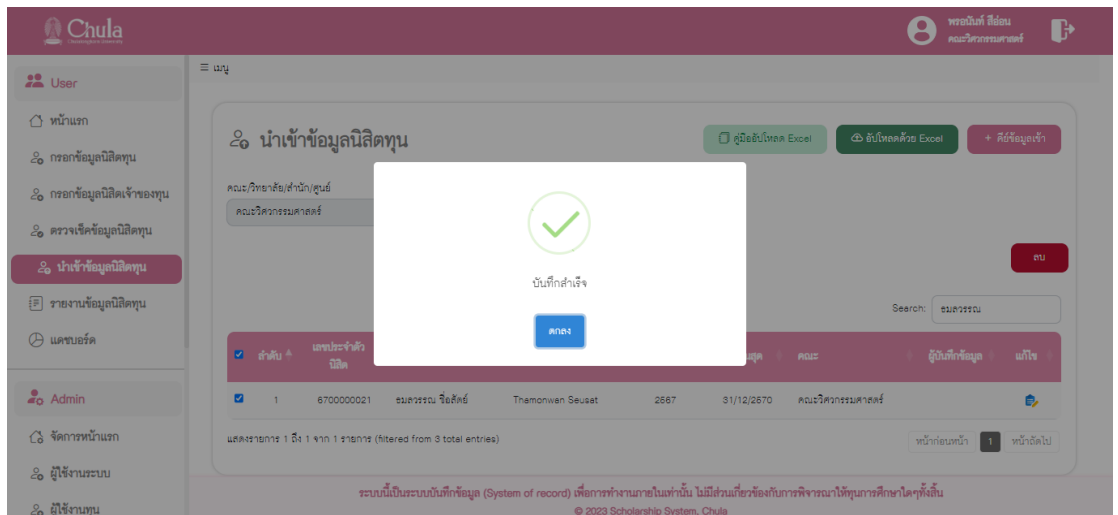 Chula
Chulalongkorn University
พรอนันท์ สีอ่อน
คณะวิศวกรรมศาสตร์
User
หน้าแรก
กรอกข้อมูลนิสิตทุน
กรอกข้อมูลนิสิตเจ้าของทุน
ตรวจเช็คข้อมูลนิสิตทุน
นำเข้าข้อมูลนิสิตทุน
รายงานข้อมูลนิสิตทุน
แดชบอร์ด
Admin
จัดการหน้าแรก
ผู้ใช้งานระบบ
ผู้ใช้งานทุน
เมนู
นำเข้าข้อมูลนิสิตทุน
คู่มืออัปโหลด Excel
อัปโหลดด้วย Excel
+ คีย์ข้อมูลเข้า
คณะ/วิทยาลัย/สำนัก/ศูนย์
คณะวิศวกรรมศาสตร์
บันทึกสำเร็จ
ตกลง
ลบ
Search: ธมลวรรณ
ลำดับ เลขประจำตัวนิสิต คณะ ผู้บันทึกข้อมูล แก้ไข
1 6700000021 ธมลวรรณ ซื่อสัตย์ Thamonwan Seusat 2567 31/12/2570 คณะวิศวกรรมศาสตร์
แสดงรายการ 1 ถึง 1 จาก 1 รายการ (filtered from 3 total entries)
หน้าก่อนหน้า 1 หน้าถัดไป
ระบบนี้เป็นระบบบันทึกข้อมูล (System of record) เพื่อการทำงานภายในเท่านั้น ไม่มีส่วนเกี่ยวข้องกับการพิจารณาให้ทุนการศึกษาใดๆทั้งสิ้น
© 2023 Scholarship System, Chula